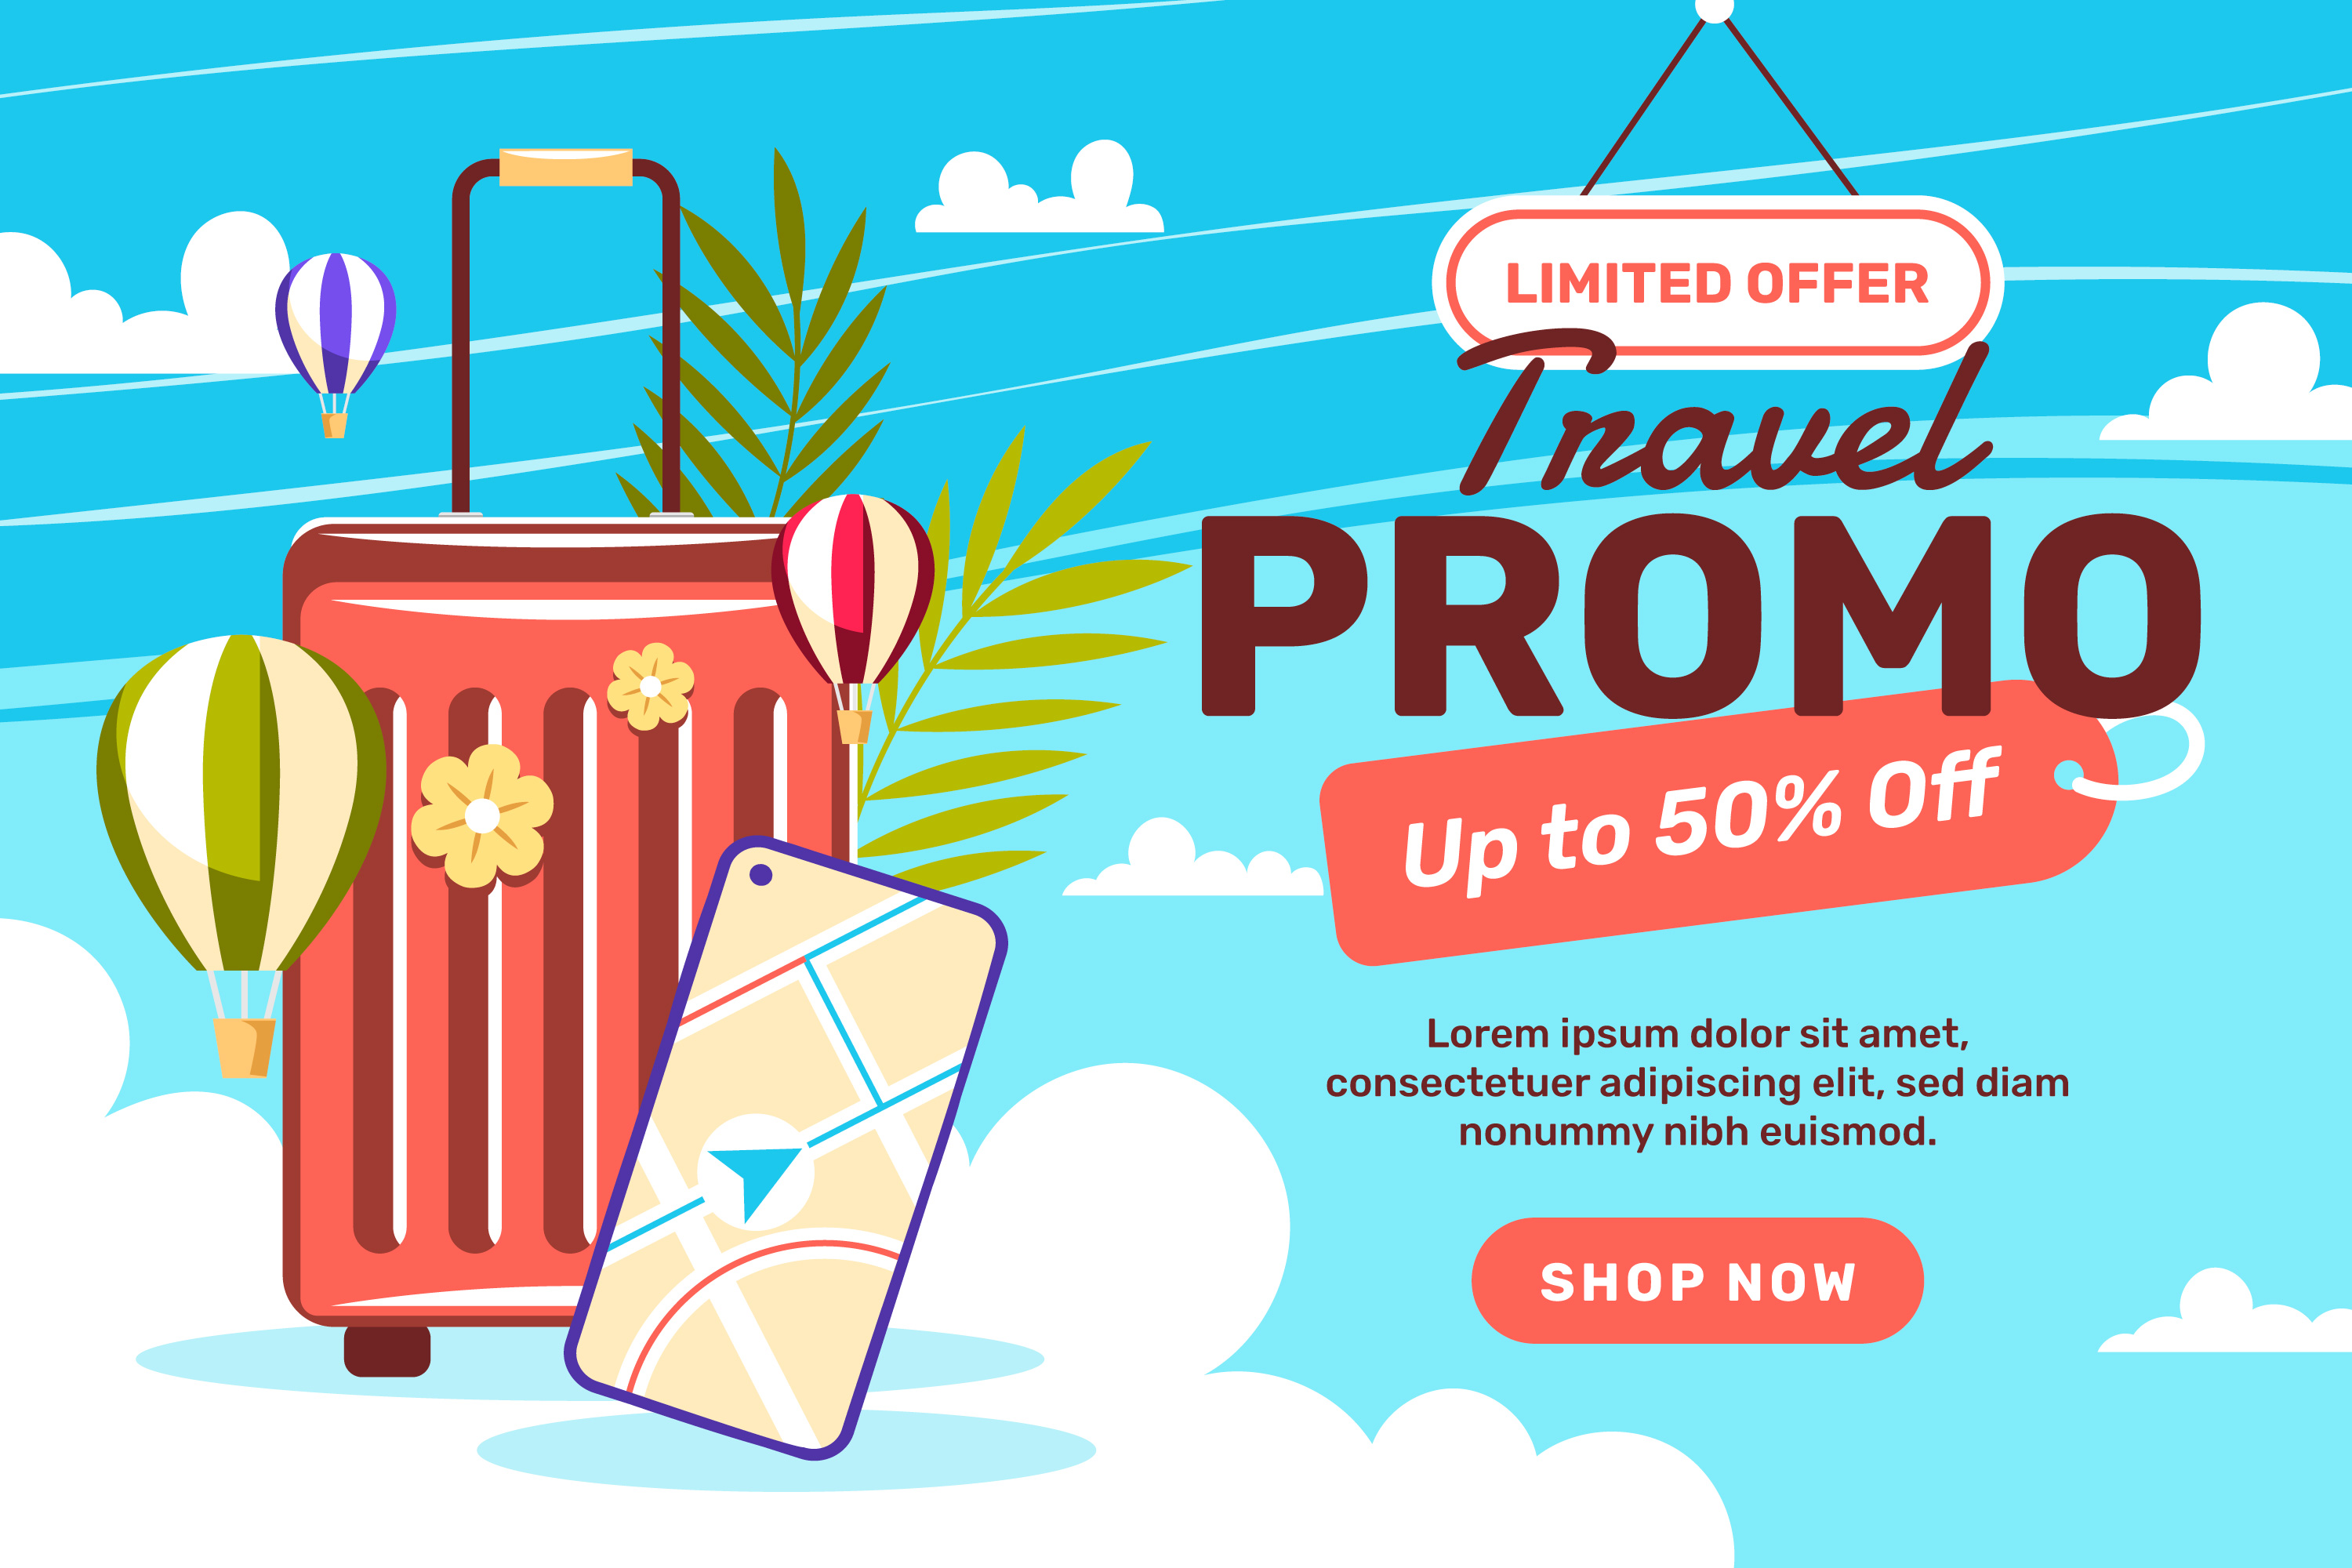 LIMITED OFFER
Travel
PROMO
Up to 50% Off
Lorem ipsum dolor sit amet,
consectetuer adipiscing elit, sed diam
nonummy nibh euismod.
SHOP NOW